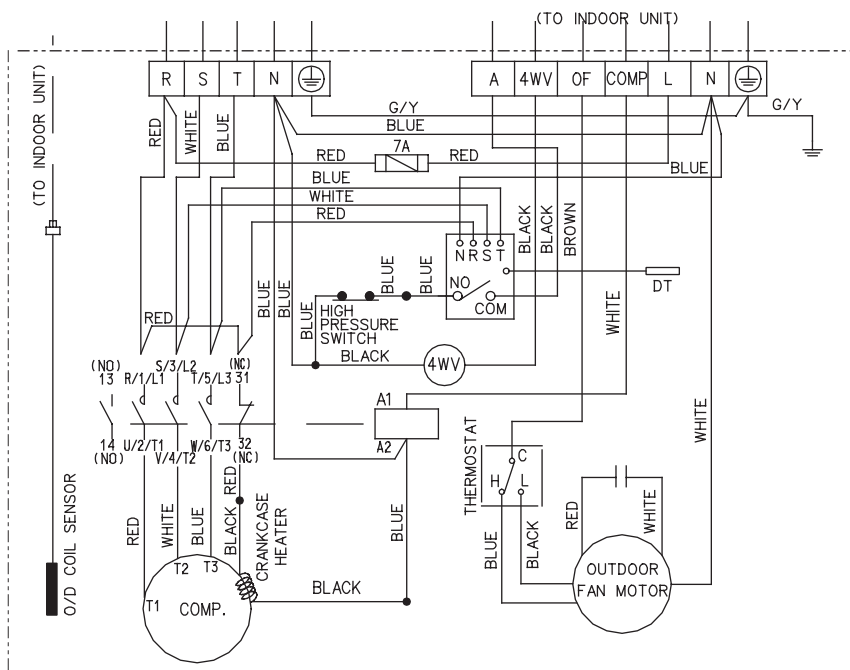 (TO INDOOR UNIT)
R S T N
A 4WV OF COMP L N
G/Y
G/Y
BLUE
RED
WHITE
BLUE
7A
RED
RED
BLUE
BLUE
WHITE
RED
(TO INDOOR UNIT)
BLACK
BLACK
BROWN
N R S T
NO
COM
DT
BLUE
BLUE
BLUE
BLUE
BLUE
HIGH
PRESSURE
SWITCH
WHITE
RED
BLACK
4WV
(NO)
13
R/1/L1
S/3/L2
T/5/L3
(NC)
31
A1
A2
14
(NO)
U/2/T1
V/4/T2
W/6/T3
32
(NC)
WHITE
THERMOSTAT
C
H
L
RED
WHITE
BLUE
BLACK
RED
CRANKCASE
HEATER
BLUE
BLUE
BLACK
RED
WHITE
O/D COIL SENSOR
T1
T2
T3
COMP.
BLACK
OUTDOOR
FAN MOTOR